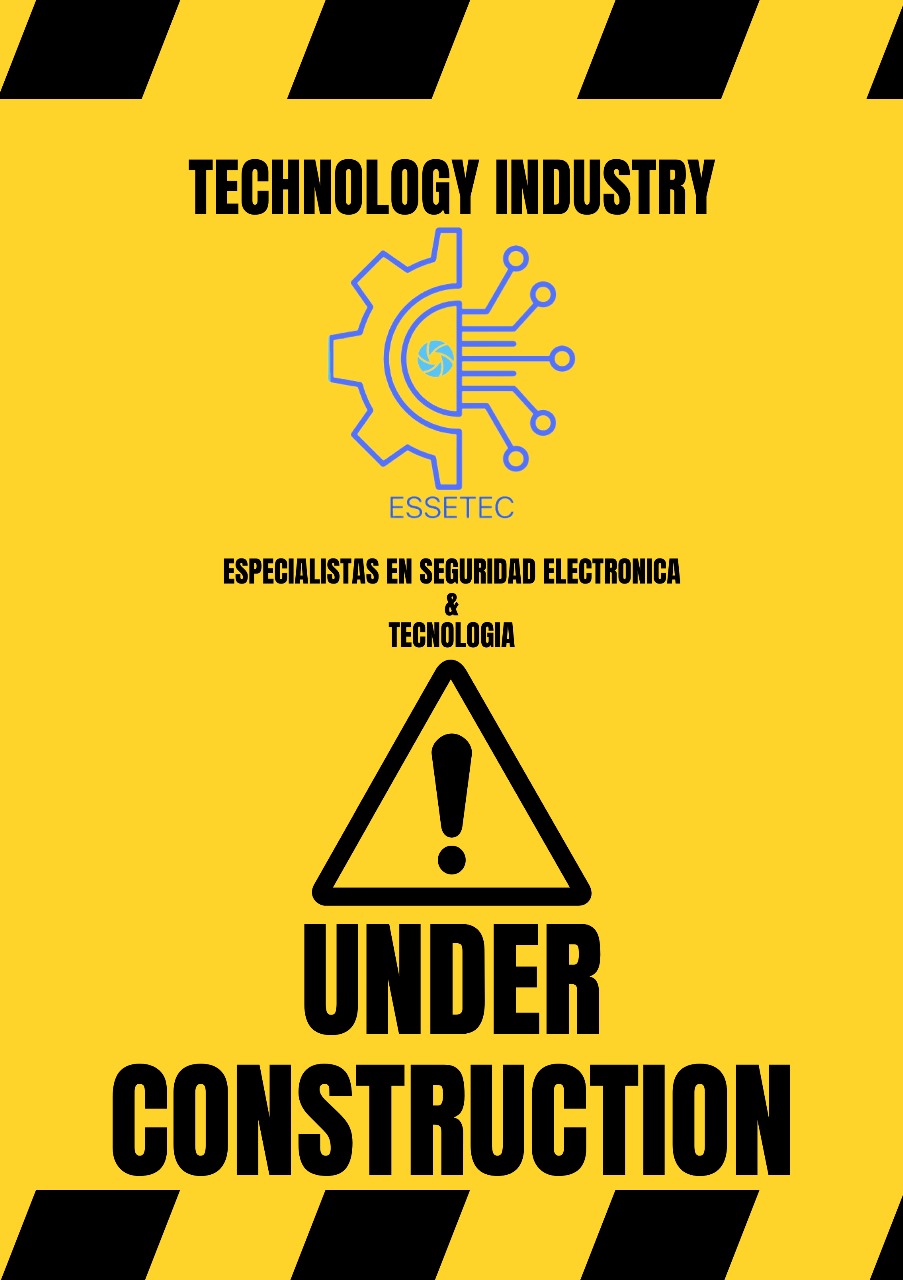 TECHNOLOGY INDUSTRY
ESSETEC
ESPECIALISTAS EN SEGURIDAD ELECTRONICA
&
TECNOLOGIA
UNDER
CONSTRUCTION